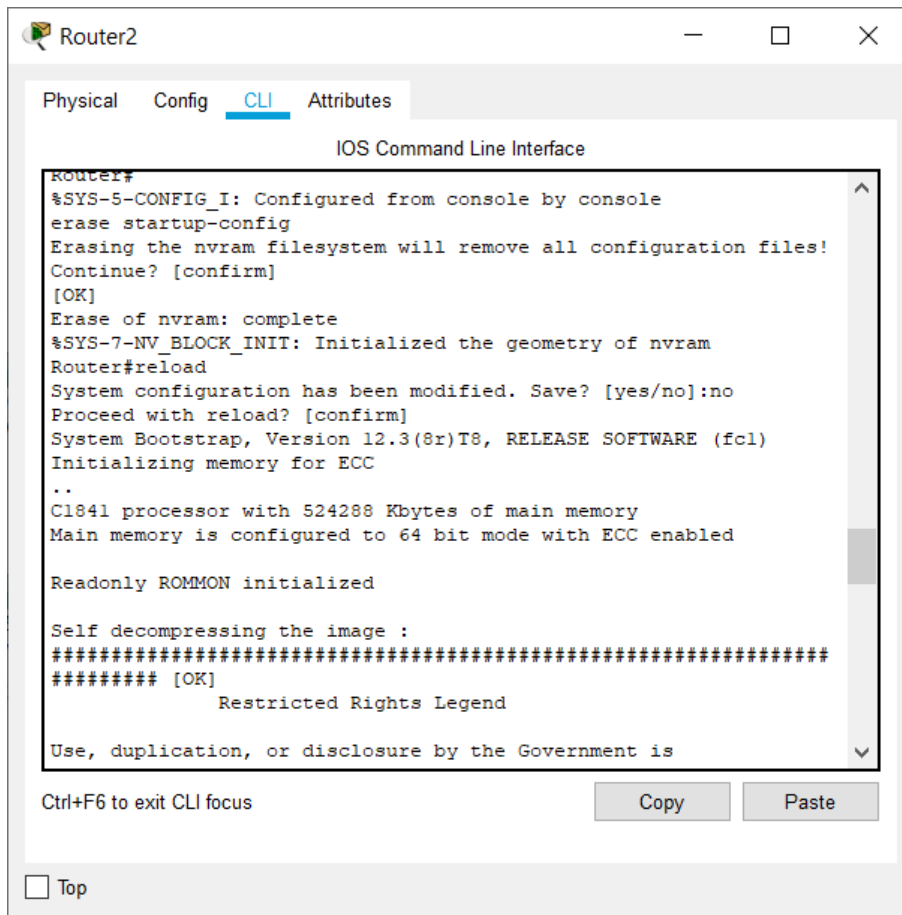 Router2
Physical Config CLI Attributes
IOS Command Line Interface
Router#
%SYS-5-CONFIG_I: Configured from console by console
erase startup-config
Erasing the nvram filesystem will remove all configuration files!
Continue? [confirm]
[OK]
Erase of nvram: complete
%SYS-7-NV_BLOCK_INIT: Initialized the geometry of nvram
Router#reload
System configuration has been modified. Save? [yes/no]:no
Proceed with reload? [confirm]
System Bootstrap, Version 12.3(8r)T8, RELEASE SOFTWARE (fc1)
Initializing memory for ECC
..
C1841 processor with 524288 Kbytes of main memory
Main memory is configured to 64 bit mode with ECC enabled
Readonly ROMMON initialized
Self decompressing the image :
#################################################################
######### [OK]
Restricted Rights Legend
Use, duplication, or disclosure by the Government is
Ctrl+F6 to exit CLI focus
Copy Paste
Top